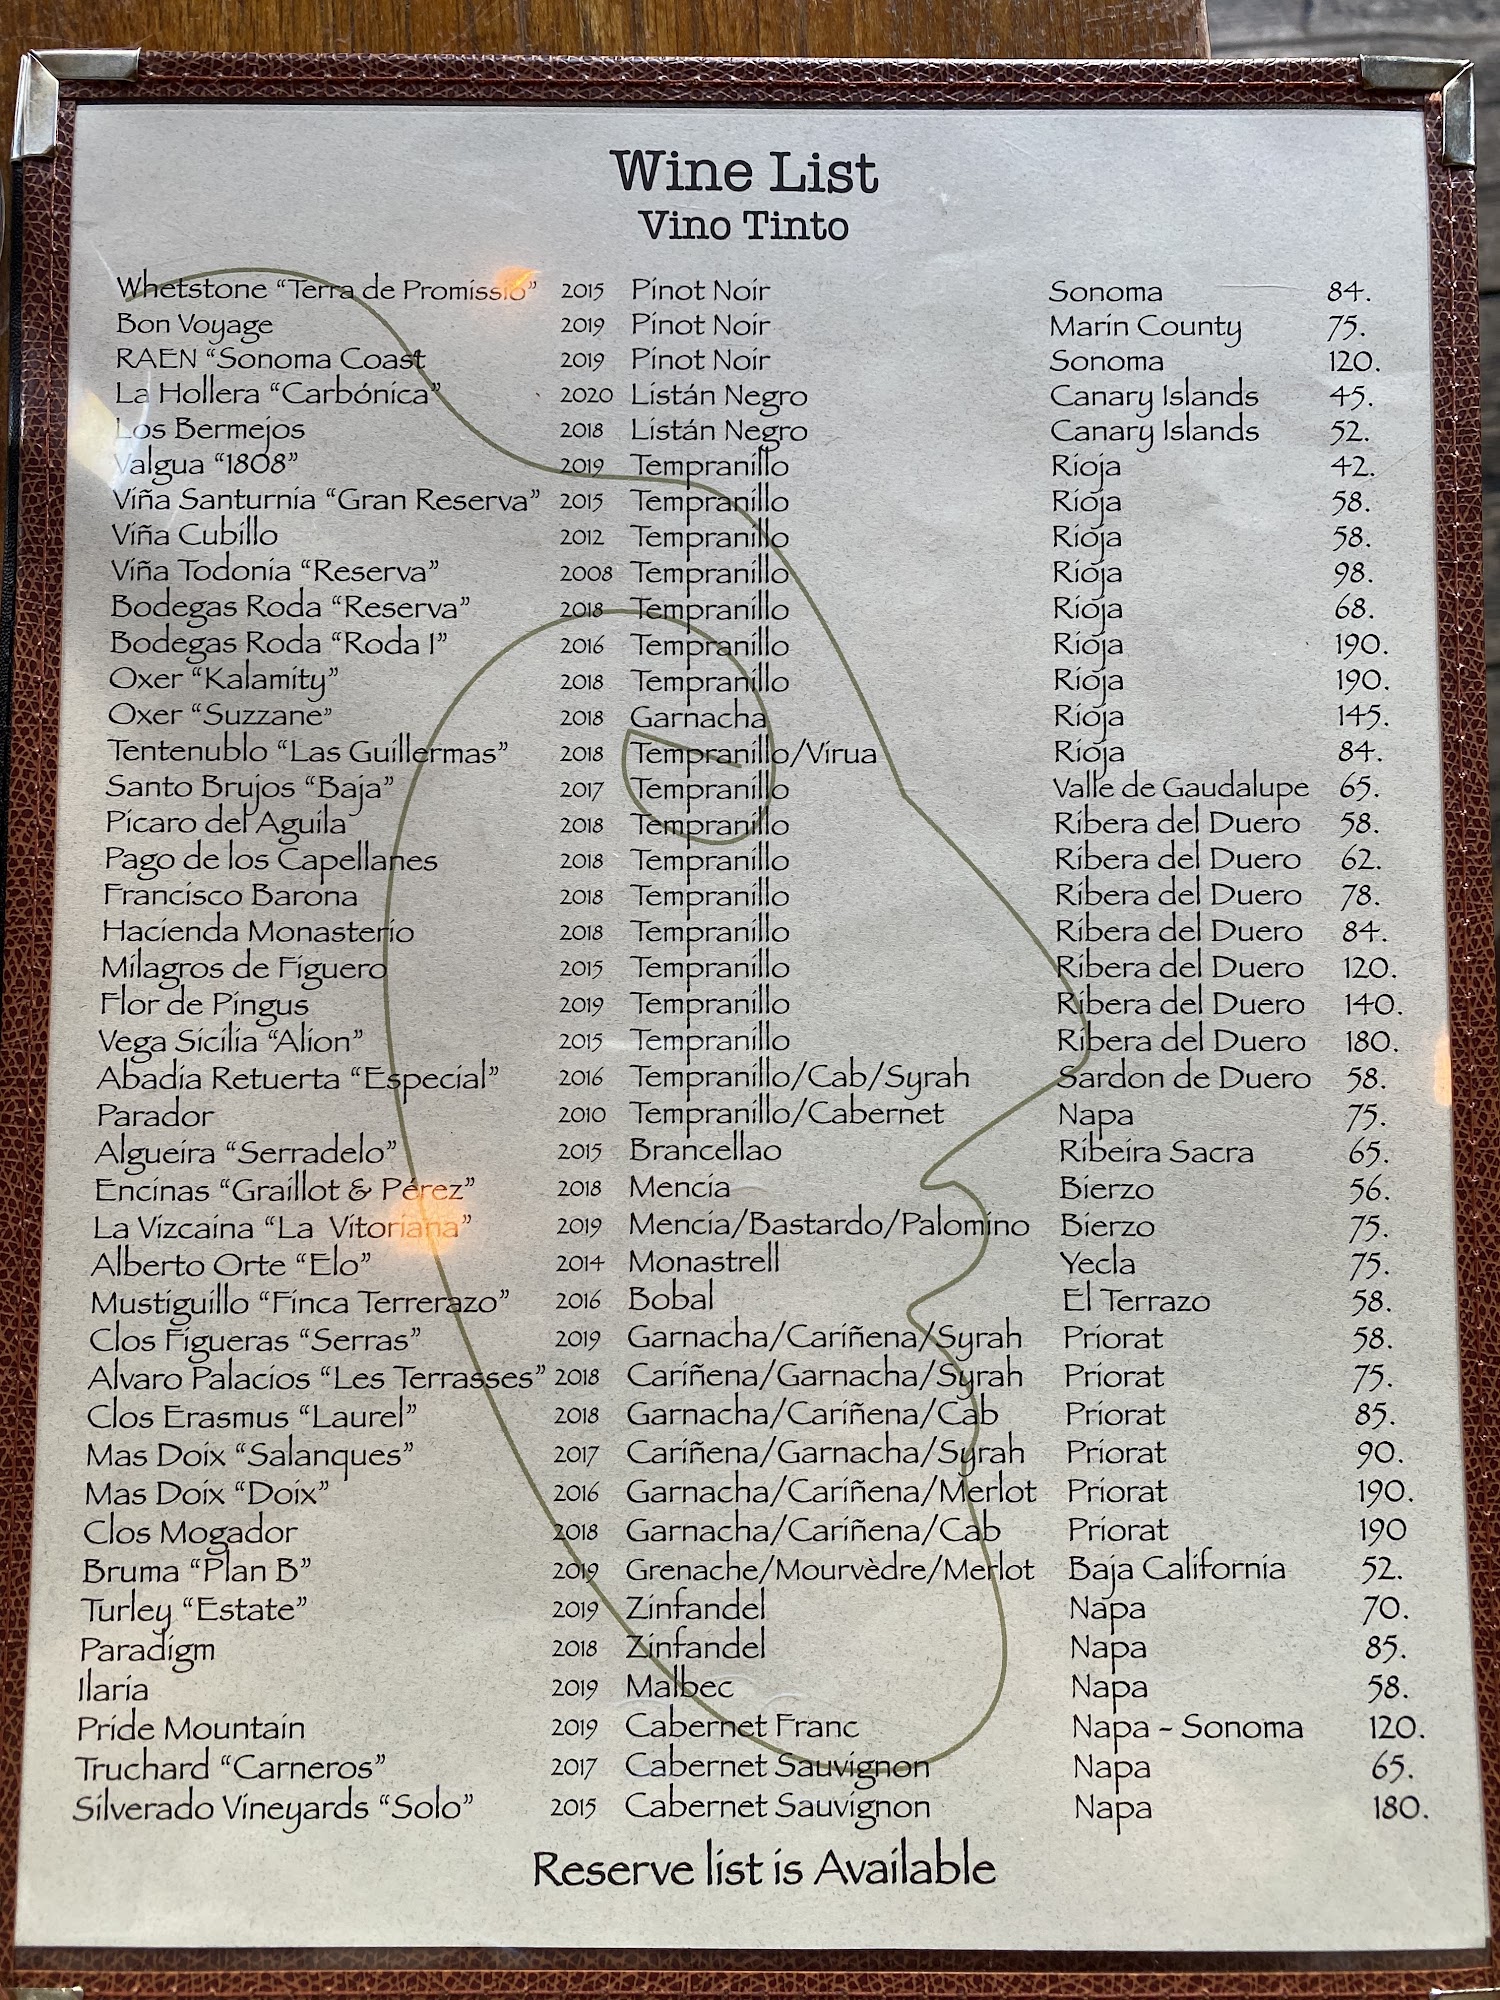 Wine List
Vino Tinto
Whetstone “Terra de Promissio” 2015 Pinot Noir Sonoma 84.
Bon Voyage 2019 Pinot Noir Marin County 75.
RAEN “Sonoma Coast 2019 Pinot Noir Sonoma 120.
La Hollera “Carbónica” 2020 Listán Negro Canary Islands 45.
Los Bermejos 2018 Listán Negro Canary Islands 52.
Valgua “1808” 2019 Tempranillo Rioja 42.
Viña Santurnia “Gran Reserva” 2015 Tempranillo Rioja 58.
Viña Cubillo 2012 Tempranillo Rioja 58.
Viña Todonia “Reserva” 2008 Tempranillo Rioja 98.
Bodegas Roda “Reserva” 2018 Tempranillo Rioja 68.
Bodegas Roda “Roda I” 2016 Tempranillo Rioja 190.
Oxer “Kalamity” 2018 Tempranillo Rioja 190.
Oxer “Suzzane” 2018 Garnacha Rioja 145.
Tentenublo “Las Guillermas” 2018 Tempranillo/Virua Rioja 84.
Santo Brujos “Baja” 2017 Tempranillo Valle de Gaudalupe 65.
Picaro del Aguila 2018 Tempranillo Ribera del Duero 58.
Pago de los Capellanes 2018 Tempranillo Ribera del Duero 62.
Francisco Barona 2018 Tempranillo Ribera del Duero 78.
Hacienda Monasterio 2018 Tempranillo Ribera del Duero 84.
Milagros de Figuero 2015 Tempranillo Ribera del Duero 120.
Flor de Pingus 2019 Tempranillo Ribera del Duero 140.
Vega Sicilia “Alion” 2015 Tempranillo Ribera del Duero 180.
Abadia Retuerta “Especial” 2016 Tempranillo/Cab/Syrah Sardon de Duero 58.
Parador 2010 Tempranillo/Cabernet Napa 75.
Algueira “Serradelo” 2015 Brancellao Ribeira Sacra 65.
Encinas “Graillot & Pérez” 2018 Mencia Bierzo 56.
La Vizcaina “La Vitoriana” 2019 Mencia/Bastardo/Palomino Bierzo 75.
Alberto Orte “Elo” 2014 Monastrell Yecla 75.
Mustiguillo “Finca Terrerazo” 2016 Bobal El Terrazo 58.
Clos Figueras “Serras” 2019 Garnacha/Cariñena/Syrah Priorat 58.
Alvaro Palacios “Les Terrasses” 2018 Cariñena/Garnacha/Syrah Priorat 75.
Clos Erasmus “Laurel” 2018 Garnacha/Cariñena/Cab Priorat 85.
Mas Doix “Salanques” 2017 Cariñena/Garnacha/Syrah Priorat 90.
Mas Doix “Doix” 2016 Garnacha/Cariñena/Merlot Priorat 190.
Clos Mogador 2018 Garnacha/Cariñena/Cab Priorat 190
Bruma “Plan B” 2019 Grenache/Mourvèdre/Merlot Baja California 52.
Turley “Estate” 2019 Zinfandel Napa 70.
Paradigm 2018 Zinfandel Napa 85.
Ilaria 2019 Malbec Napa 58.
Pride Mountain 2019 Cabernet Franc Napa - Sonoma 120.
Truchard “Carneros” 2017 Cabernet Sauvignon Napa 65.
Silverado Vineyards “Solo” 2015 Cabernet Sauvignon Napa 180.
Reserve list is Available